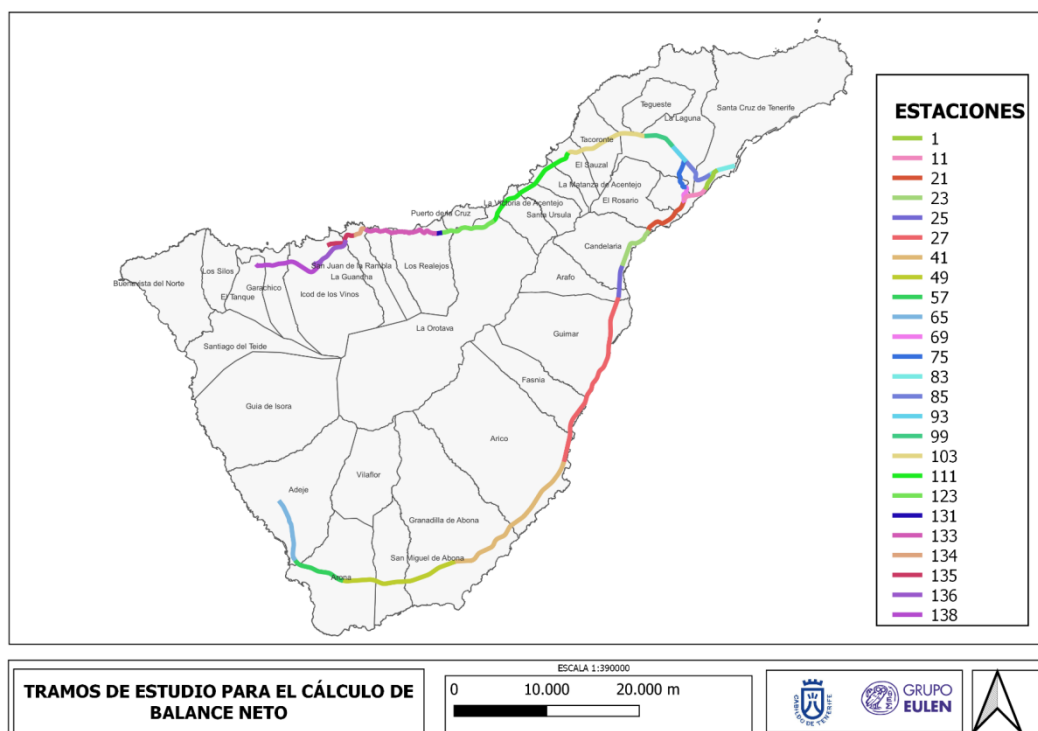 Tegueste
Santa Cruz de Tenerife
La Laguna
Tacoronte
El Sauzal
La Matanza de Acentejo
El Rosario
La Victoria de Acentejo
Puerto de la Cruz
Santa Ursula
Candelaria
San Juan de la Rambla
Los Realejos
La Guancha
Los Silos
Buenavista del Norte
Garachico
El Tanque
Icod de los Vinos
Arafo
La Orotava
Guimar
Santiago del Teide
Fasnia
Guia de Isora
Arico
Vilaflor
Adeje
Granadilla de Abona
San Miguel de Abona
Arona
ESTACIONES
1
11
21
23
25
27
41
49
57
65
69
75
83
85
93
99
103
111
123
131
133
134
135
136
138
TRAMOS DE ESTUDIO PARA EL CÁLCULO DE
BALANCE NETO
ESCALA 1:390000
0 10.000 20.000 m
CABILDO DE TENERIFE
GRUPO
EULEN